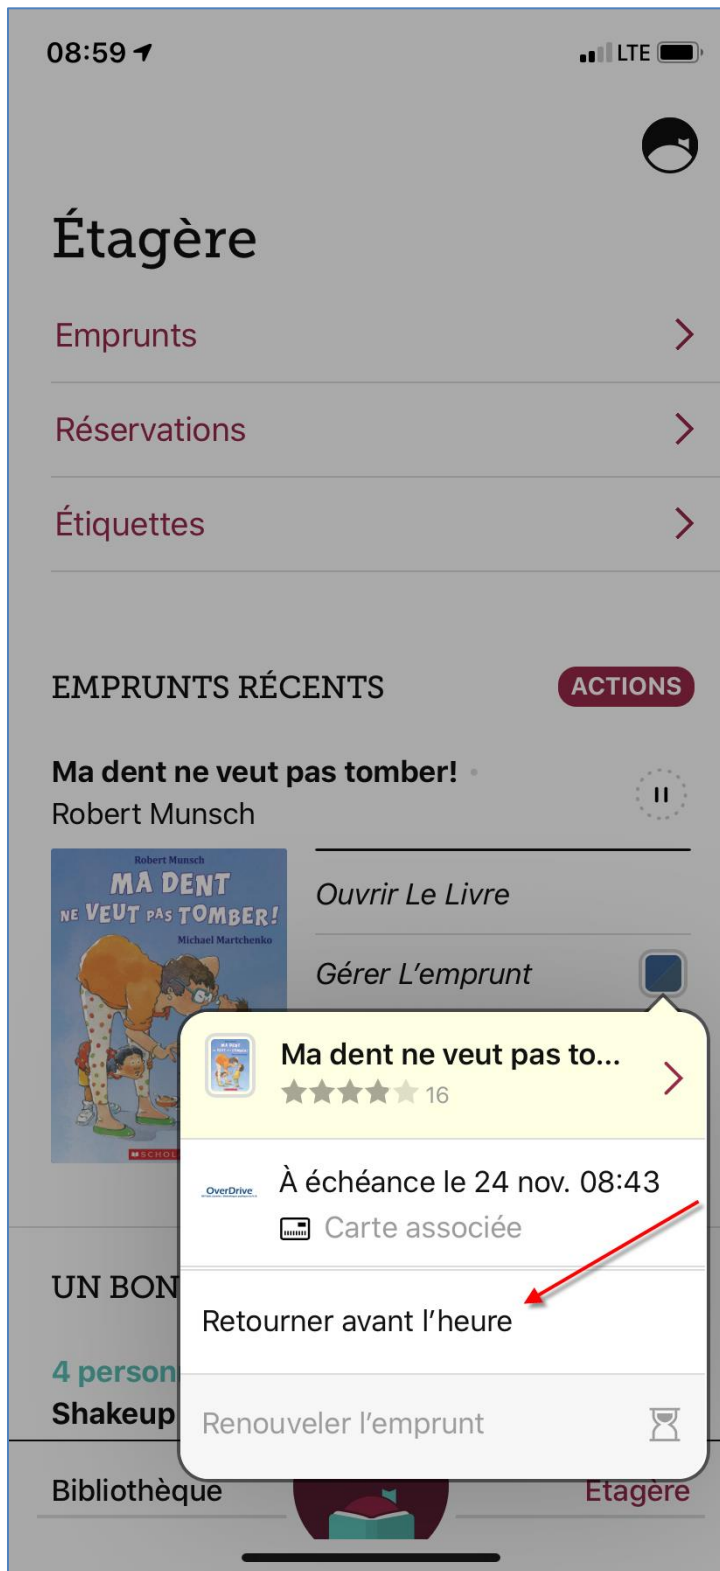 08:59
LTE
Étagère
Emprunts
Réservations
Étiquettes
EMPRUNTS RÉCENTS
ACTIONS
Ma dent ne veut pas tomber!
Robert Munsch
Robert Munsch
MA DENT
NE VEUT PAS TOMBER!
Michael Martchenko
SCHOL
Ouvrir Le Livre
Gérer L'emprunt
Ma dent ne veut pas to...
16
OverDrive
À échéance le 24 nov. 08:43
Carte associée
Retourner avant l'heure
Renouveler l'emprunt
UN BON
4 person
Shakeup
Bibliothèque
Étagère